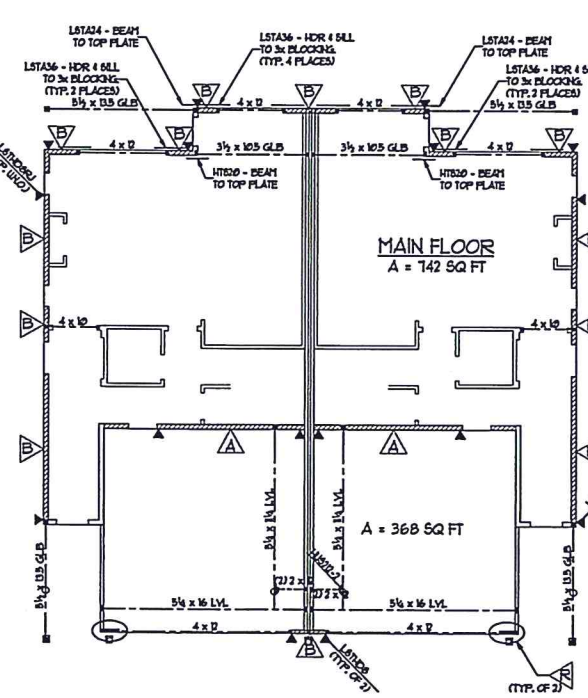 LSTA24 - BEAM
TO TOP PLATE
LSTA36 - HDR & SILL
TO 3x BLOCKING
(TYP. 4 PLACES)
LSTA24 - BEAM
TO TOP PLATE
LSTA36 - HDR & SILL
TO 3x BLOCKING
(TYP. 2 PLACES)
LSTA36 - HDR & S
TO 3x BLOCKING
(TYP. 2 PLACES)
5½ x 13.5 GLB
B
B
B
4 x 12
4 x 12
5½ x 13.5 GLB
B
B
B
B
4 x 12
3½ x 10.5 GLB
3½ x 10.5 GLB
4 x 12
HTS20 - BEAM
TO TOP PLATE
HTS20 - BEAM
TO TOP PLATE
B
MAIN FLOOR
A = 742 SQ FT
B
4 x 10
4 x 10
B
A
A
5¼ x 11¼ LVL
5¼ x 11¼ LVL
A = 368 SQ FT
5½ x 13.5 GLB
5½ x 13.5 GLB
(2) 2 x
(2) 2 x
5¼ x 16 LVL
5¼ x 16 LVL
4 x 12
4 x 12
B
LSTHD8
(TYP. OF 2)
R
(TYP. OF 2)